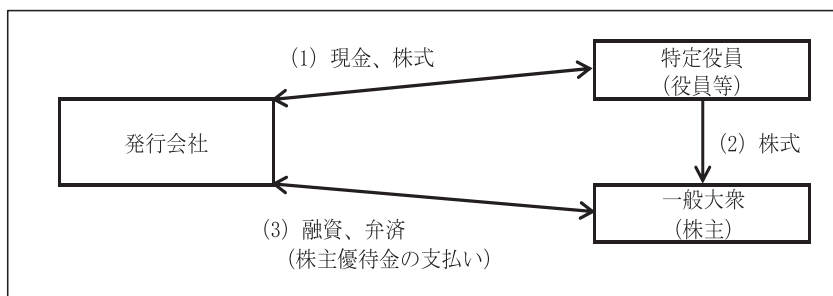 (1) 現金、株式
特定役員
(役員等)
発行会社
(2) 株式
一般大衆
(株主)
(3) 融資、弁済
(株主優待金の支払い)